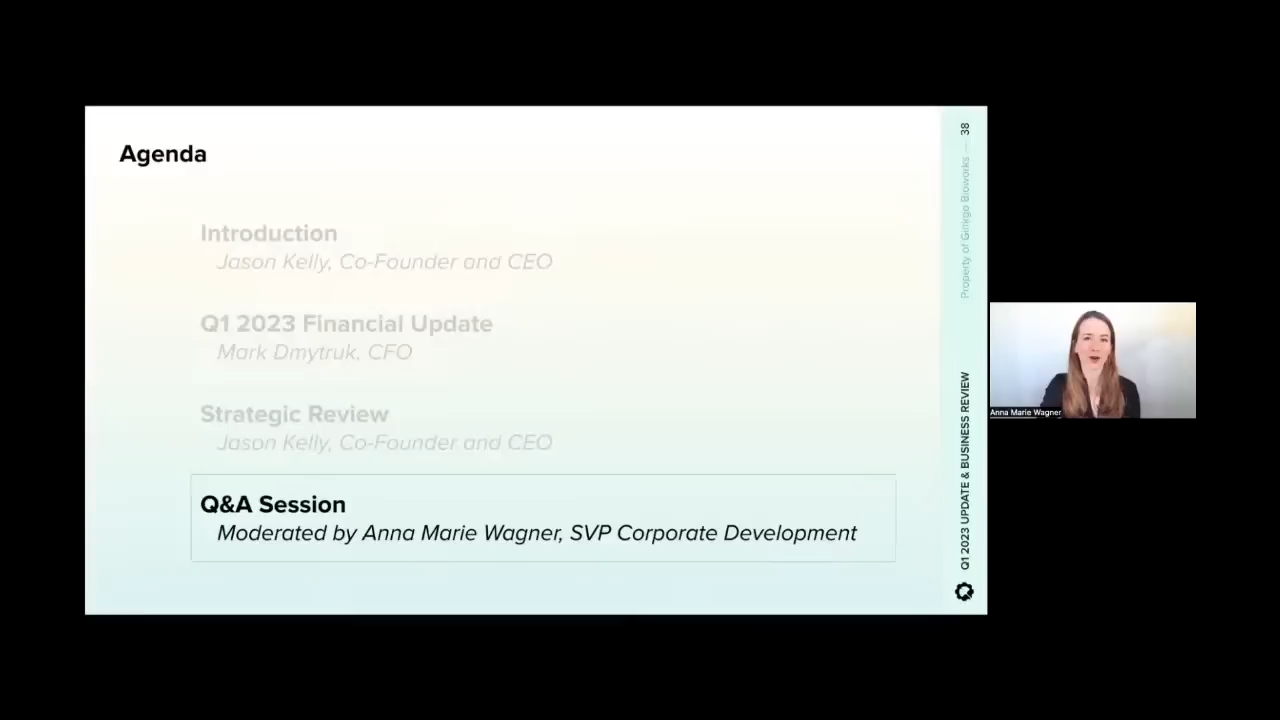 Agenda
Introduction
Jason Kelly, Co-Founder and CEO
Q1 2023 Financial Update
Mark Dmytruk, CFO
Strategic Review
Jason Kelly, Co-Founder and CEO
Q&A Session
Moderated by Anna Marie Wagner, SVP Corporate Development
Q1 2023 UPDATE & BUSINESS REVIEW
Property of Ginkgo Bioworks — 38
Anna Marie Wagner